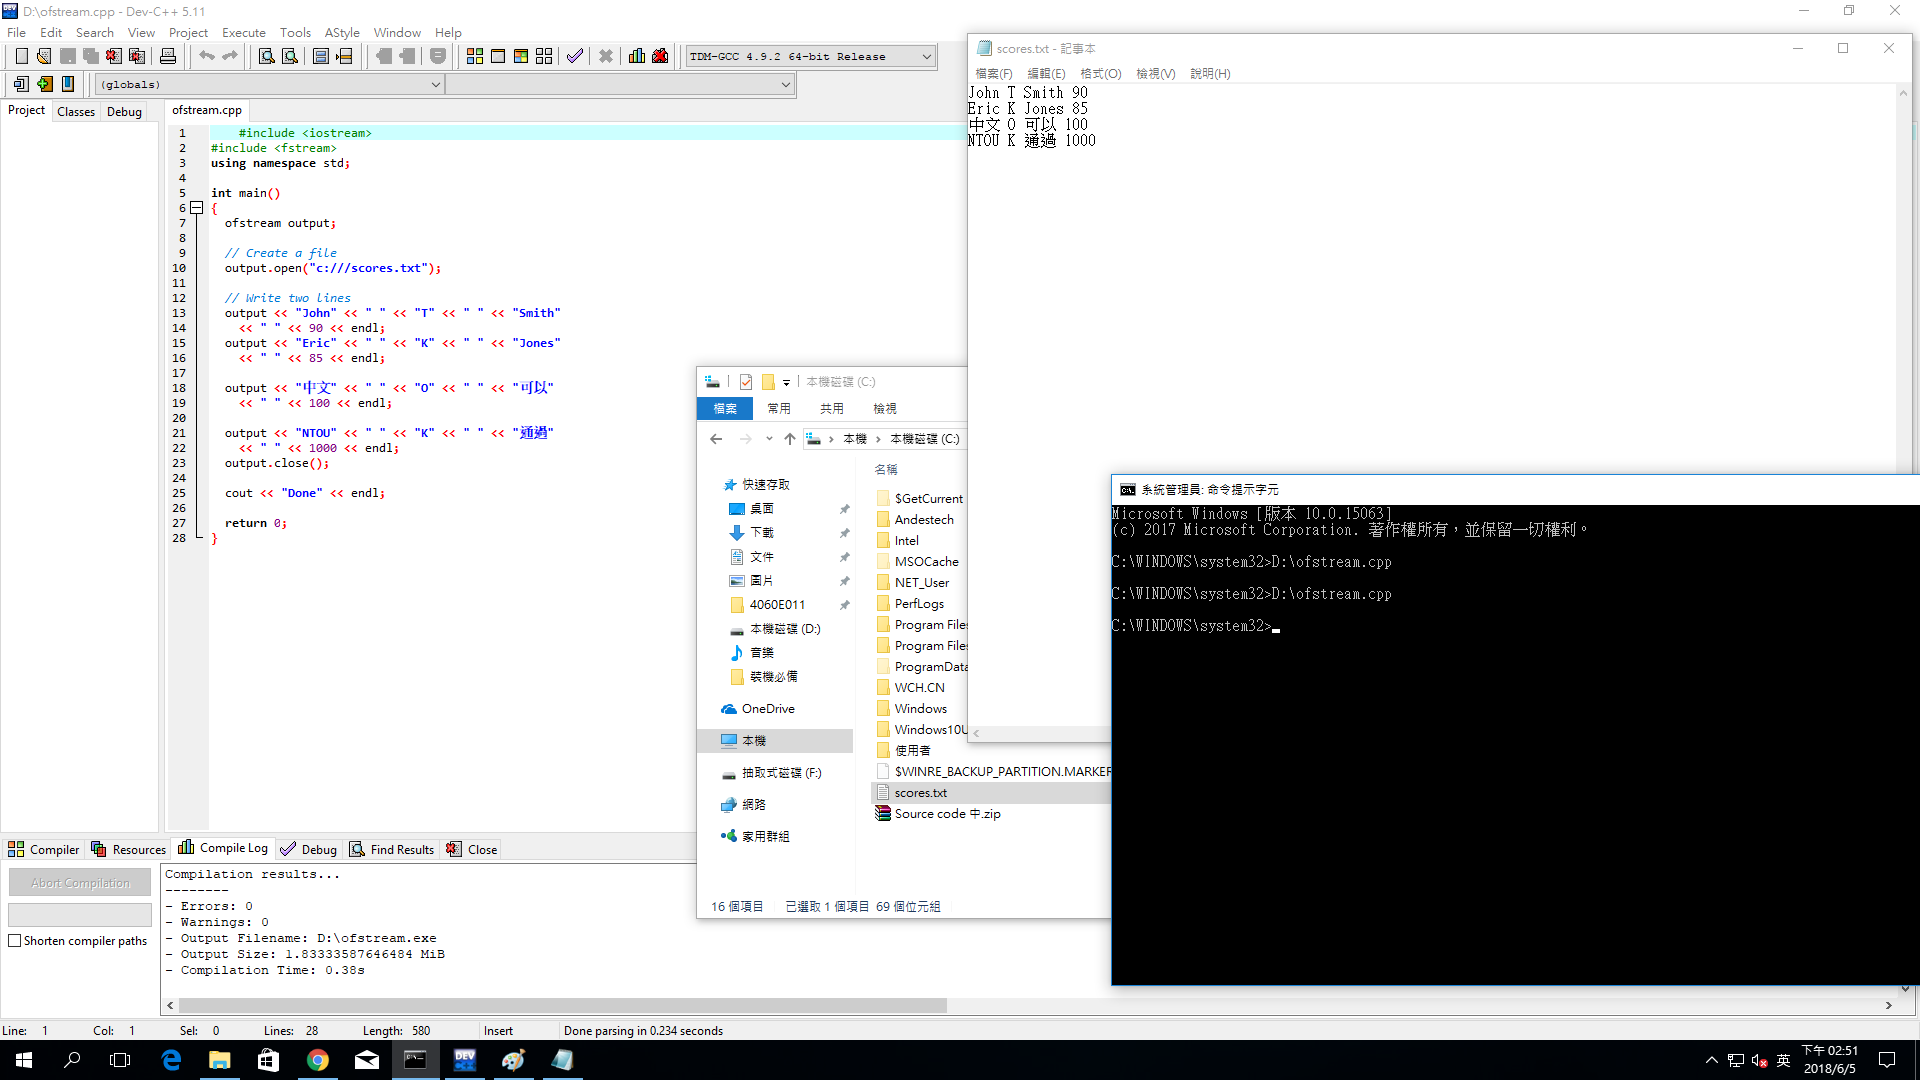 D:\ofstream.cpp - Dev-C++ 5.11
File Edit Search View Project Execute Tools AStyle Window Help
TDM-GCC 4.9.2 64-bit Release
(globals)
Project Classes Debug
ofstream.cpp
1 #include <iostream>
2 #include <fstream>
3 using namespace std;
4
5 int main()
6 {
7 ofstream output;
8
9 // Create a file
10 output.open("c:///scores.txt");
11
12 // Write two lines
13 output << "John" << " " << "T" << " " << "Smith"
14 << " " << 90 << endl;
15 output << "Eric" << " " << "K" << " " << "Jones"
16 << " " << 85 << endl;
17
18 output << "中文" << " " << "O" << " " << "可以"
19 << " " << 100 << endl;
20
21 output << "NTOU" << " " << "K" << " " << "通過"
22 << " " << 1000 << endl;
23 output.close();
24
25 cout << "Done" << endl;
26
27 return 0;
28 }
scores.txt - 記事本
檔案(F) 編輯(E) 格式(O) 檢視(V) 說明(H)
John T Smith 90
Eric K Jones 85
中文 O 可以 100
NTOU K 通過 1000
本機磁碟 (C:)
檔案 常用 共用 檢視
本機 本機磁碟 (C:)
快速存取
桌面
下載
文件
圖片
4060E011
本機磁碟 (D:)
音樂
裝機必備
OneDrive
本機
抽取式磁碟 (F:)
網路
家用群組
名稱
$GetCurrent
Andestech
Intel
MSOCache
NET_User
PerfLogs
Program Files
Program Files
ProgramData
WCH.CN
Windows
Windows10U
使用者
$WINRE_BACKUP_PARTITION.MARKER
scores.txt
Source code 中.zip
16 個項目 已選取 1 個項目 69 個位元組
系統管理員: 命令提示字元
Microsoft Windows [版本 10.0.15063]
(c) 2017 Microsoft Corporation. 著作權所有，並保留一切權利。
C:\WINDOWS\system32>D:\ofstream.cpp
C:\WINDOWS\system32>D:\ofstream.cpp
C:\WINDOWS\system32>
Compiler Resources Compile Log Debug Find Results Close
Abort Compilation
Shorten compiler paths
Compilation results...
--------
- Errors: 0
- Warnings: 0
- Output Filename: D:\ofstream.exe
- Output Size: 1.83333587646484 MiB
- Compilation Time: 0.38s
Line: 1 Col: 1 Sel: 0 Lines: 28 Length: 580 Insert Done parsing in 0.234 seconds
DEV C++
英
下午 02:51
2018/6/5